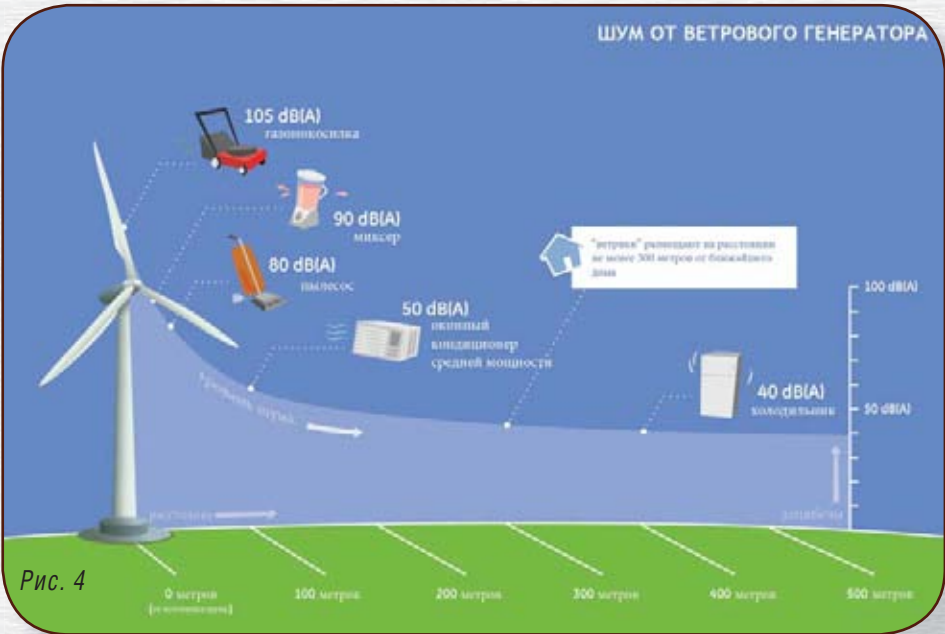 ШУМ ОТ ВЕТРОВОГО ГЕНЕРАТОРА
105 dB(A)
газонокосилка
90 dB(A)
миксер
80 dB(A)
пылесос
50 dB(A)
оконный
кондиционер
средней мощности
"ветряки" размещают на расстоянии
не менее 300 метров от ближайшего
дома
100 dB(A)
40 dB(A)
холодильник
50 dB(A)
уровень шума
расстояние
децибелы
Рис. 4
0 метров
100 метров
200 метров
300 метров
400 метров
500 метров